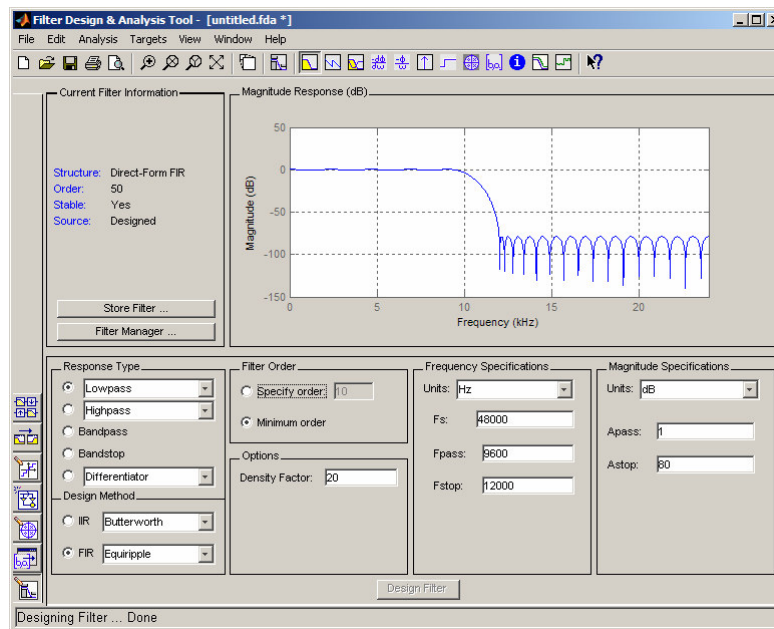 Filter Design & Analysis Tool - [untitled.fda *]
File Edit Analysis Targets View Window Help
Current Filter Information
Structure: Direct-Form FIR
Order: 50
Stable: Yes
Source: Designed
Store Filter ...
Filter Manager ...
Magnitude Response (dB)
50
0
-50
-100
-150
Magnitude (dB)
0 5 10 15 20
Frequency (kHz)
Response Type
Lowpass
Highpass
Bandpass
Bandstop
Differentiator
Design Method
IIR Butterworth
FIR Equiripple
Filter Order
Specify order: 10
Minimum order
Options
Density Factor: 20
Frequency Specifications
Units: Hz
Fs: 48000
Fpass: 9600
Fstop: 12000
Magnitude Specifications
Units: dB
Apass: 1
Astop: 80
Design Filter
Designing Filter ... Done